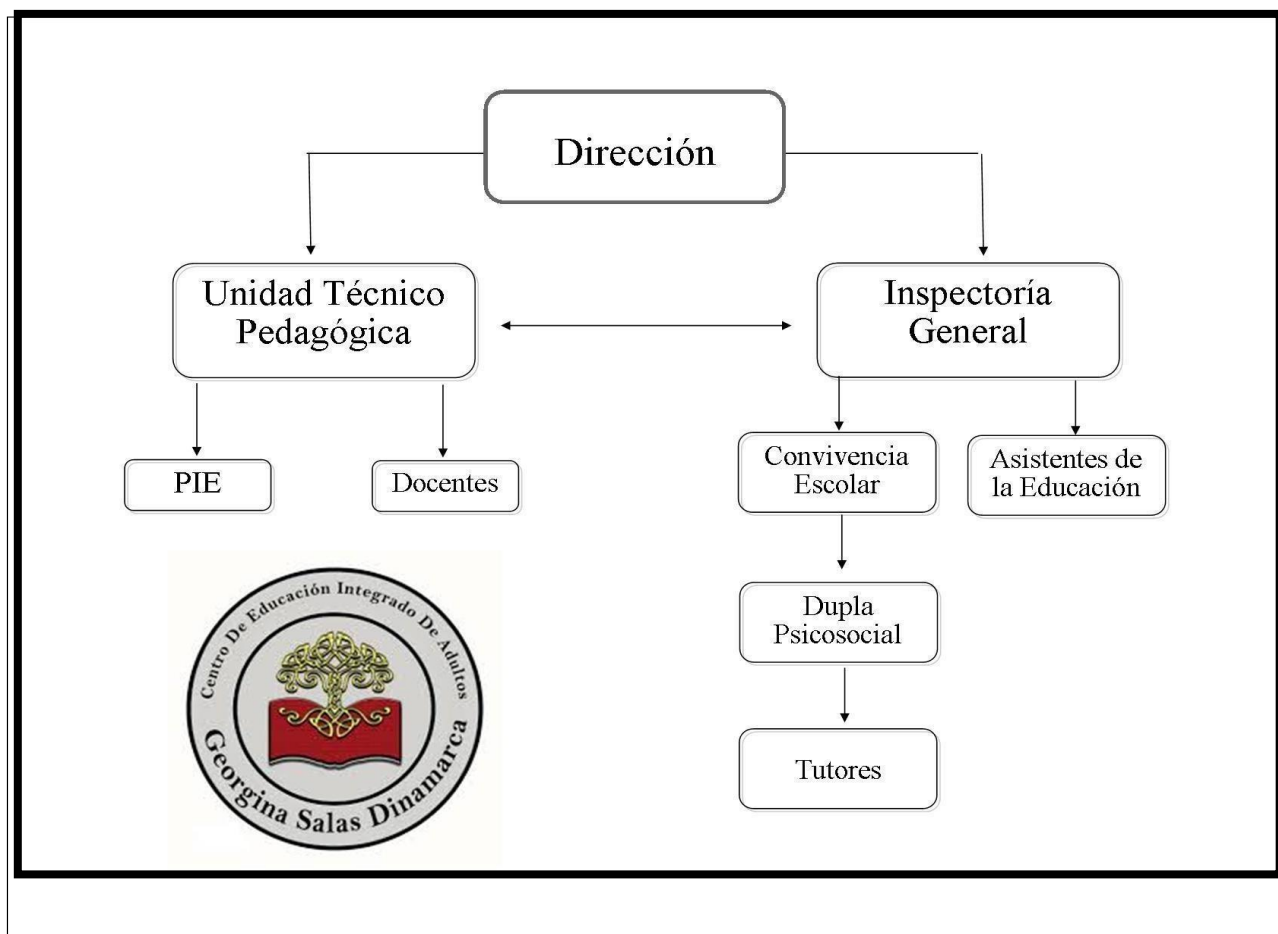 Dirección
Unidad Técnico
Pedagógica
Inspectoría
General
PIE
Docentes
Convivencia
Escolar
Asistentes de
la Educación
Dupla
Psicosocial
Tutores
Centro De Educación Integrado De Adultos
Georgina Salas Dinamarca